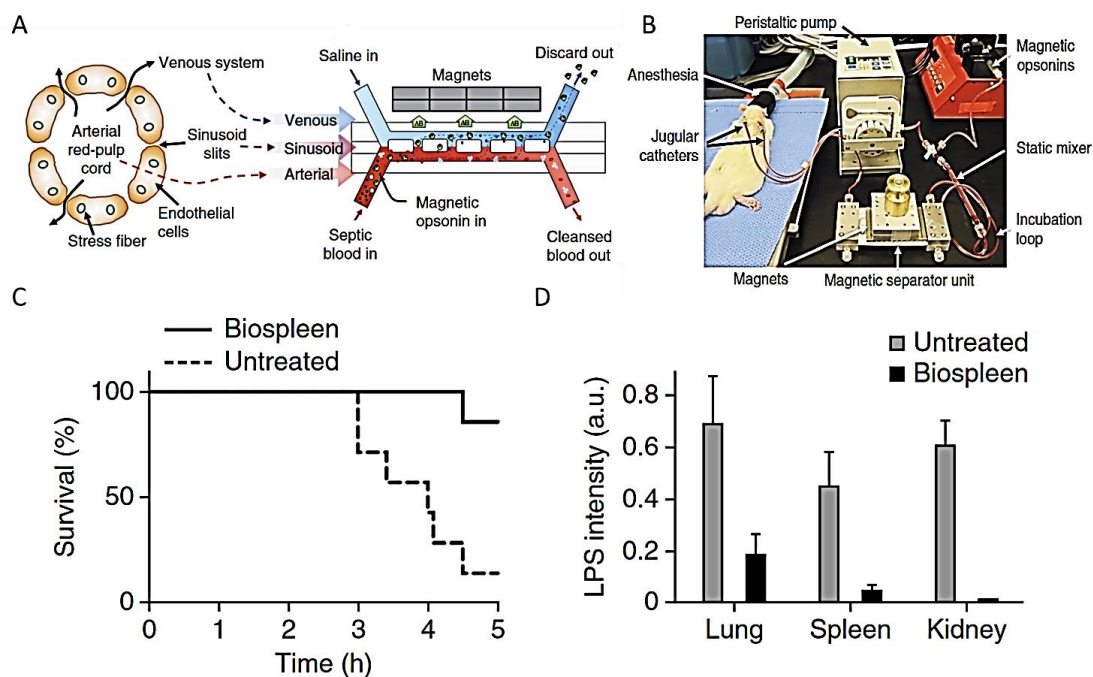 A
Venous system
Arterial
red-pulp
cord
Sinusoid
slits
Endothelial
cells
Stress fiber
Saline in
Magnets
Discard out
AB
AB
AB
Venous
Sinusoid
Arterial
Magnetic
opsonin in
Septic
blood in
Cleansed
blood out
B
Peristaltic pump
Anesthesia
Magnetic
opsonins
Jugular
catheters
Static mixer
Incubation
loop
Magnets
Magnetic separator unit
C
Biospleen
Untreated
Survival (%)
100
50
0
0
1
2
3
4
5
Time (h)
D
Untreated
Biospleen
LPS intensity (a.u.)
0.8
0.6
0.4
0.2
0
Lung
Spleen
Kidney